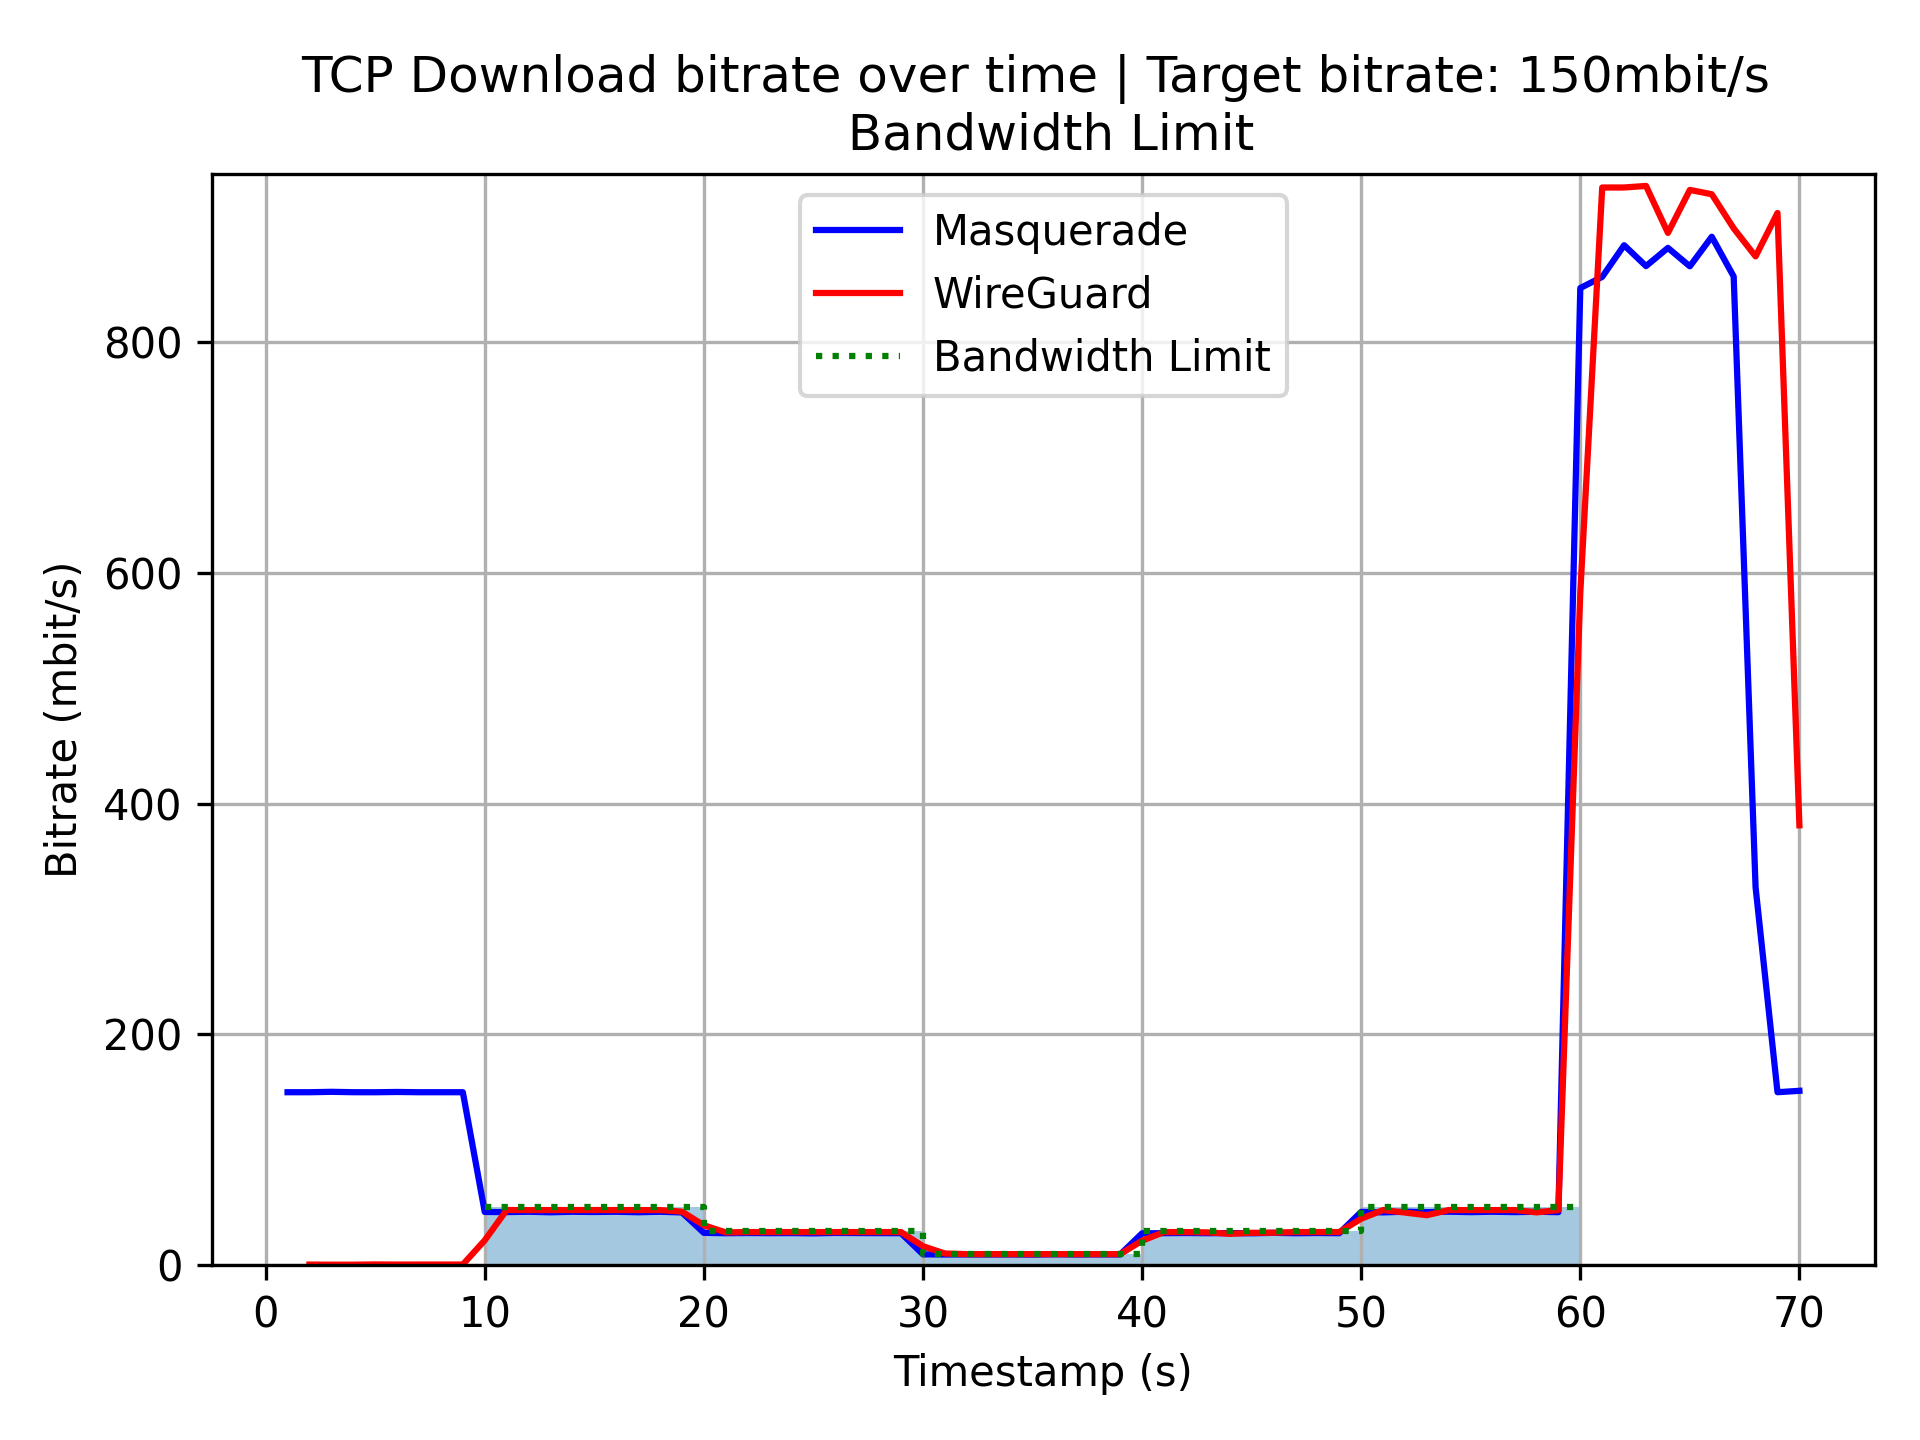 TCP Download bitrate over time | Target bitrate: 150mbit/s
Bandwidth Limit
Masquerade
WireGuard
Bandwidth Limit
Bitrate (mbit/s)
800
600
400
200
0
0 10 20 30 40 50 60 70
Timestamp (s)